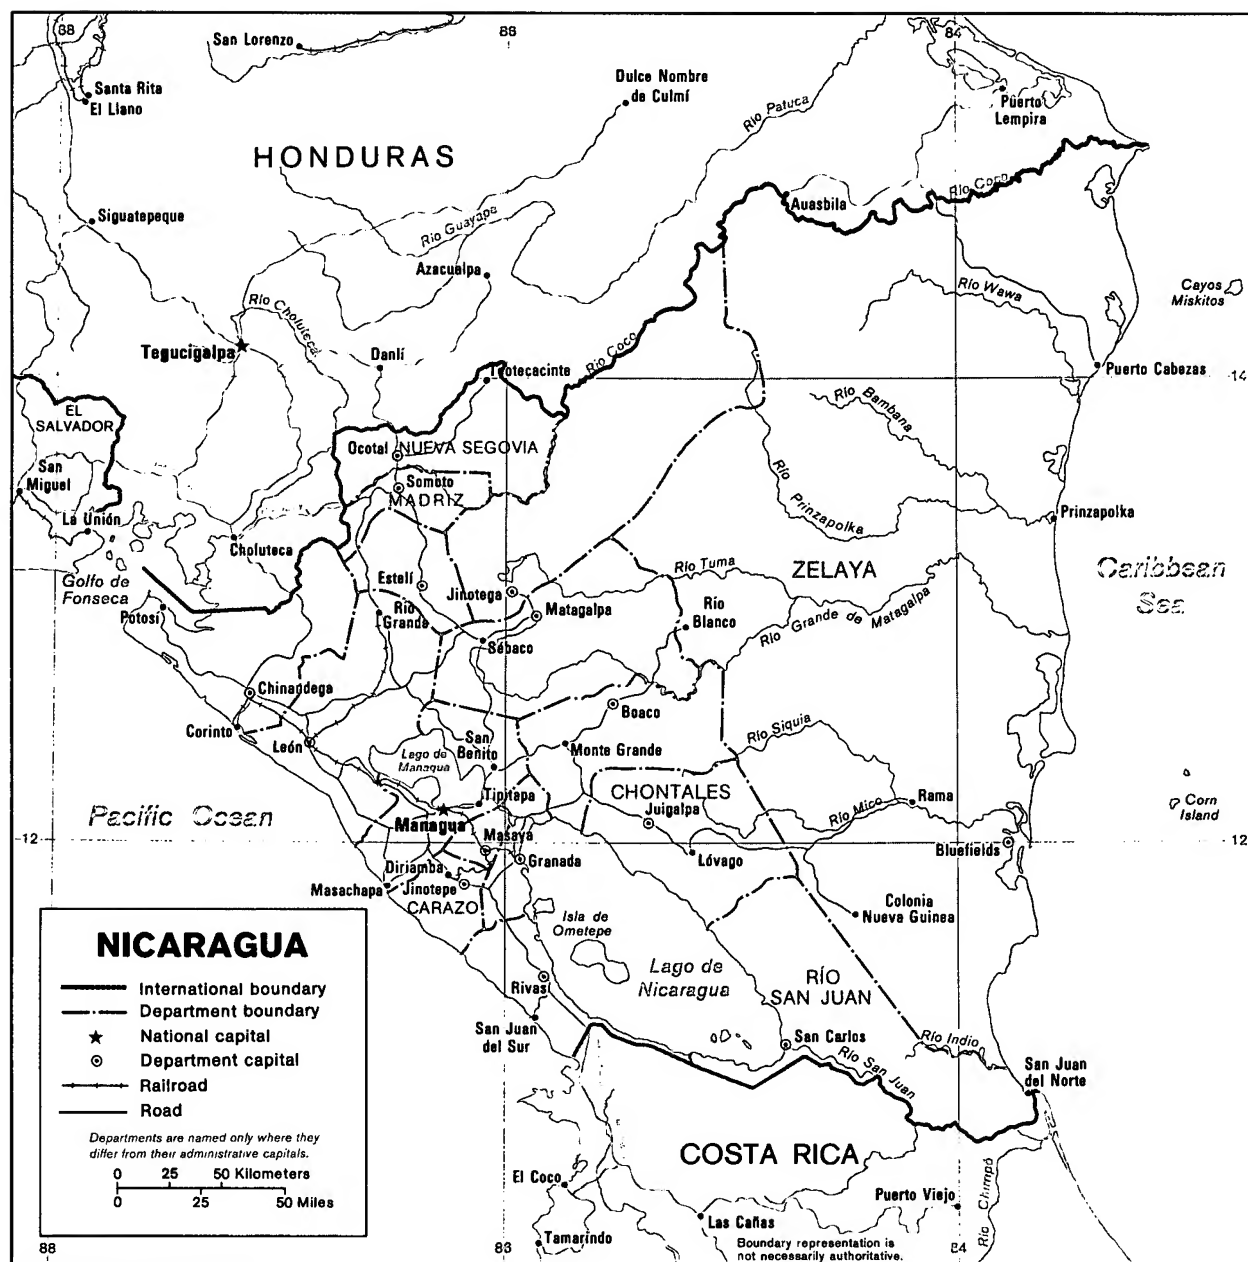 88
86
84
San Lorenzo
Santa Rita
El Llano
Dulce Nombre
de Culmí
Río Patuca
Puerto
Lempira
HONDURAS
Río Coco
Auasbila
Siguatepeque
Río Guayape
Azacualpa
Río Wawa
Cayos
Miskitos
Río Choluteca
Tegucigalpa
Danlí
Río Coco
Teotecacinte
14
Puerto Cabezas
EL
SALVADOR
Río Bambana
Ocotal
NUEVA SEGOVIA
San
Miguel
Somoto
MADRIZ
Río Prinzapolka
Prinzapolka
La Unión
Choluteca
Golfo de
Fonseca
Estelí
Jinotega
Río Tuma
ZELAYA
Caribbean
Sea
Potosí
Río
Grande
Matagalpa
Río
Blanco
Río Grande de Matagalpa
Sébaco
Chinandega
Boaco
Corinto
León
San
Benito
Monte Grande
Río Siquia
Lago de
Managua
Tipitapa
CHONTALES
Juigalpa
Río Mico
Rama
Corn
Island
Pacific Ocean
Managua
Masaya
12
12
Granada
Lóvago
Bluefields
Diriamba
Masachapa
Jinotepe
CARAZO
Colonia
Nueva Guinea
Isla de
Ometepe
Lago de
Nicaragua
RÍO
SAN JUAN
Rivas
San Juan
del Sur
San Carlos
Río San Juan
Río Indio
San Juan
del Norte
NICARAGUA
International boundary
Department boundary
National capital
Department capital
Railroad
Road
Departments are named only where they
differ from their administrative capitals.
0 25 50 Kilometers
0 25 50 Miles
COSTA RICA
El Coco
Puerto Viejo
Las Cañas
Tamarindo
Boundary representation is
not necessarily authoritative.
88
84